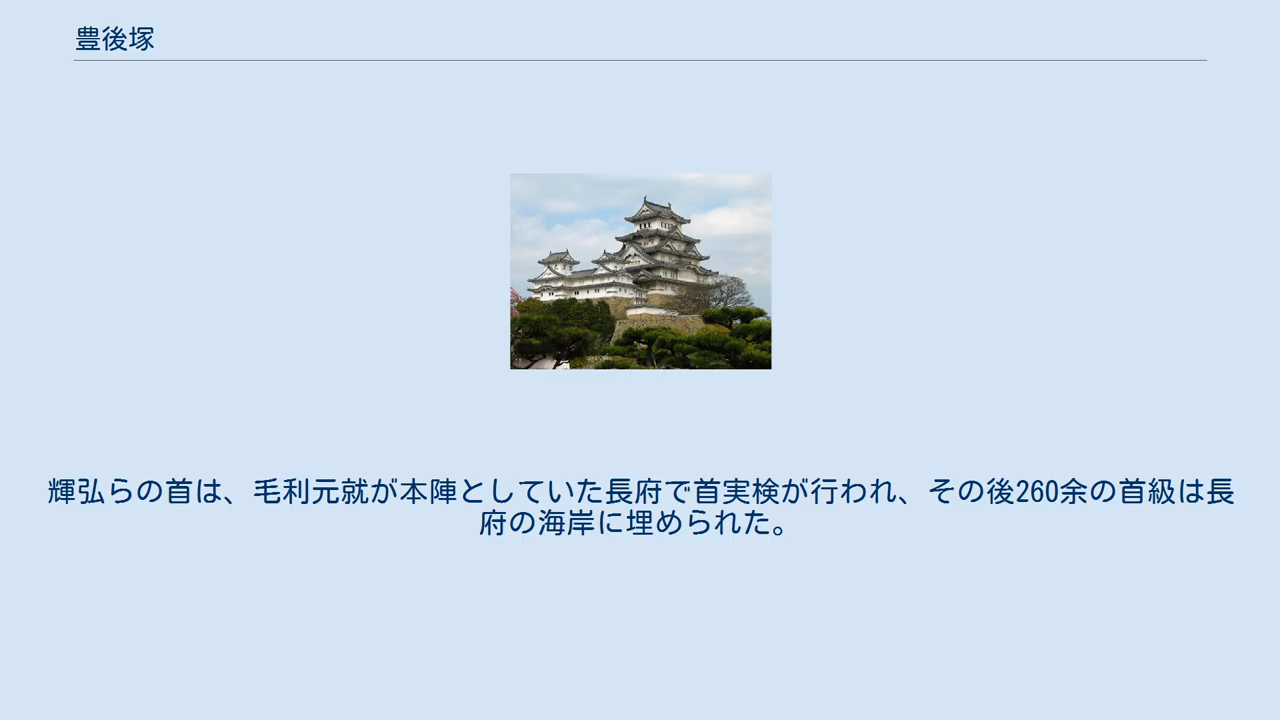 豊後塚
輝弘らの首は、毛利元就が本陣としていた長府で首実検が行われ、その後260余の首級は長
府の海岸に埋められた。